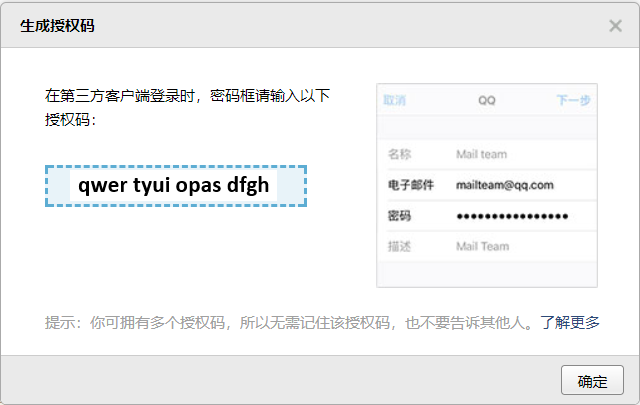 生成授权码
在第三方客户端登录时，密码框请输入以下
授权码：
qwer tyui opas dfgh
取消 QQ 下一步
名称 Mail team
电子邮件 mailteam@qq.com
密码 ●●●●●●●●●●●●●●●●
描述 Mail Team
提示：你可拥有多个授权码，所以无需记住该授权码，也不要告诉其他人。了解更多
确定